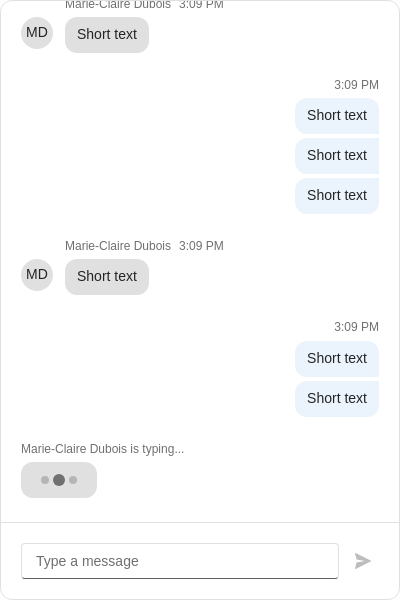 Marie-Claire Dubois 3:09 PM
MD
Short text
3:09 PM
Short text
Short text
Short text
Marie-Claire Dubois 3:09 PM
MD
Short text
3:09 PM
Short text
Short text
Marie-Claire Dubois is typing...
Type a message